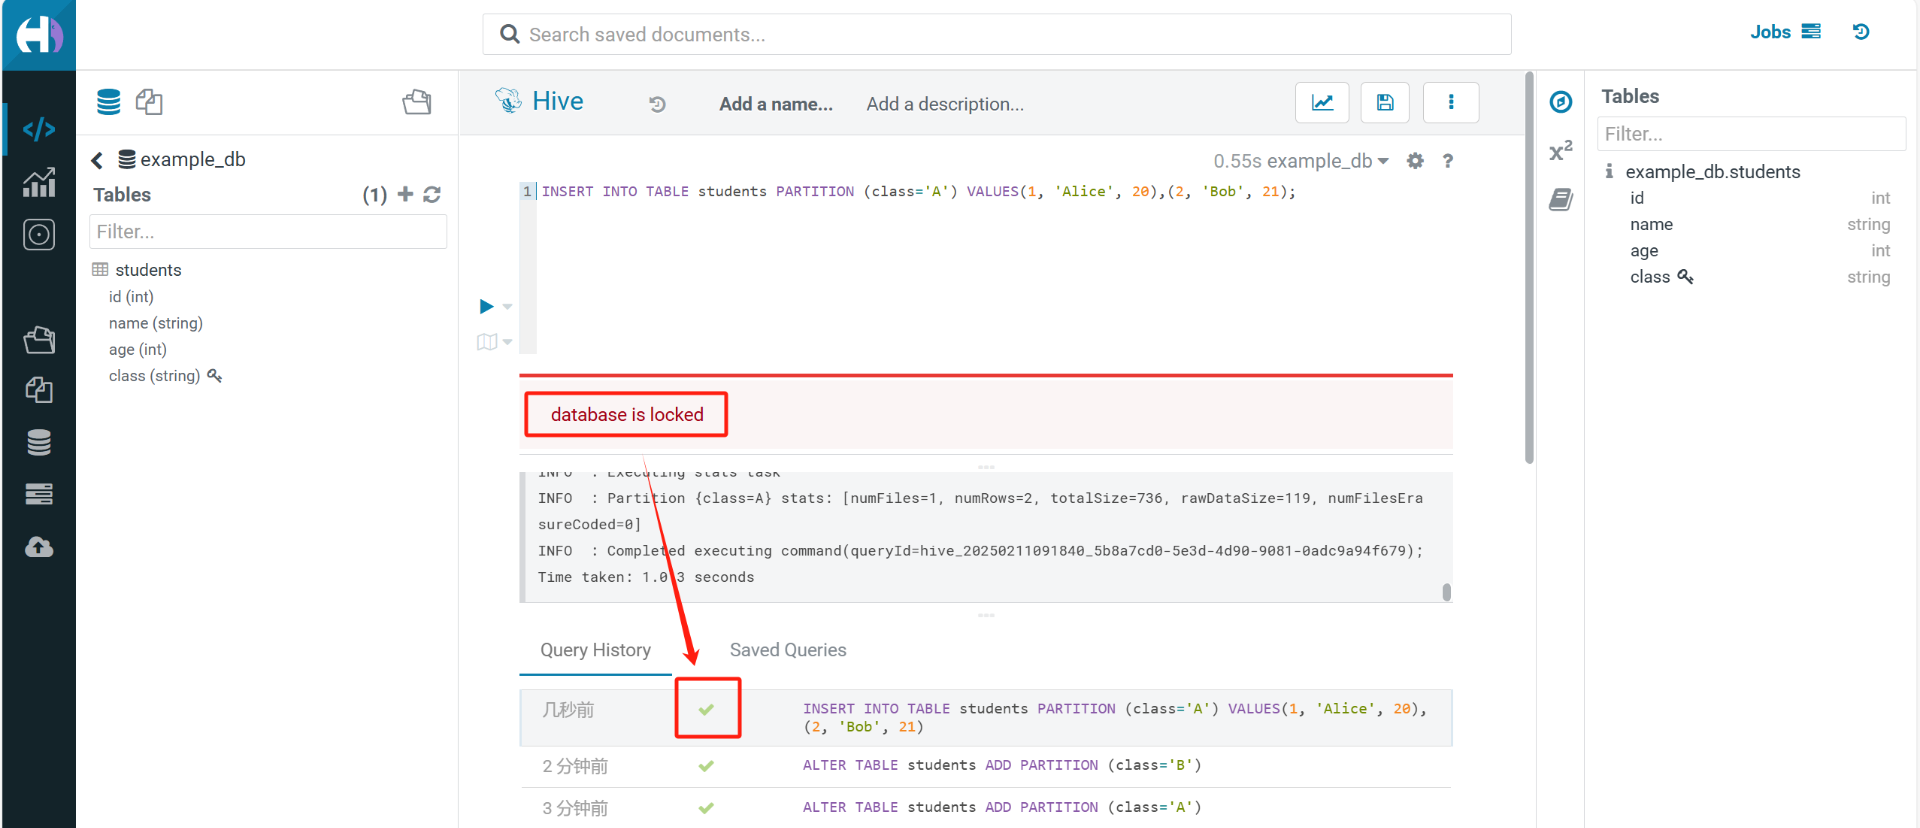 Search saved documents...
Jobs
Hive
Add a name...
Add a description...
Tables
Filter...
example_db
0.55s example_db
?
Tables
(1)
Filter...
students
id (int)
name (string)
age (int)
class (string)
1 INSERT INTO TABLE students PARTITION (class='A') VALUES(1, 'Alice', 20),(2, 'Bob', 21);
x²
example_db.students
id int
name string
age int
class string
database is locked
INFO : Executing stats task
INFO : Partition {class=A} stats: [numFiles=1, numRows=2, totalSize=736, rawDataSize=119, numFilesEra
sureCoded=0]
INFO : Completed executing command(queryId=hive_20250211091840_5b8a7cd0-5e3d-4d90-9081-0adc9a94f679);
Time taken: 1.0 3 seconds
Query History
Saved Queries
几秒前
INSERT INTO TABLE students PARTITION (class='A') VALUES(1, 'Alice', 20),
(2, 'Bob', 21)
2 分钟前
ALTER TABLE students ADD PARTITION (class='B')
3 分钟前
ALTER TABLE students ADD PARTITION (class='A')